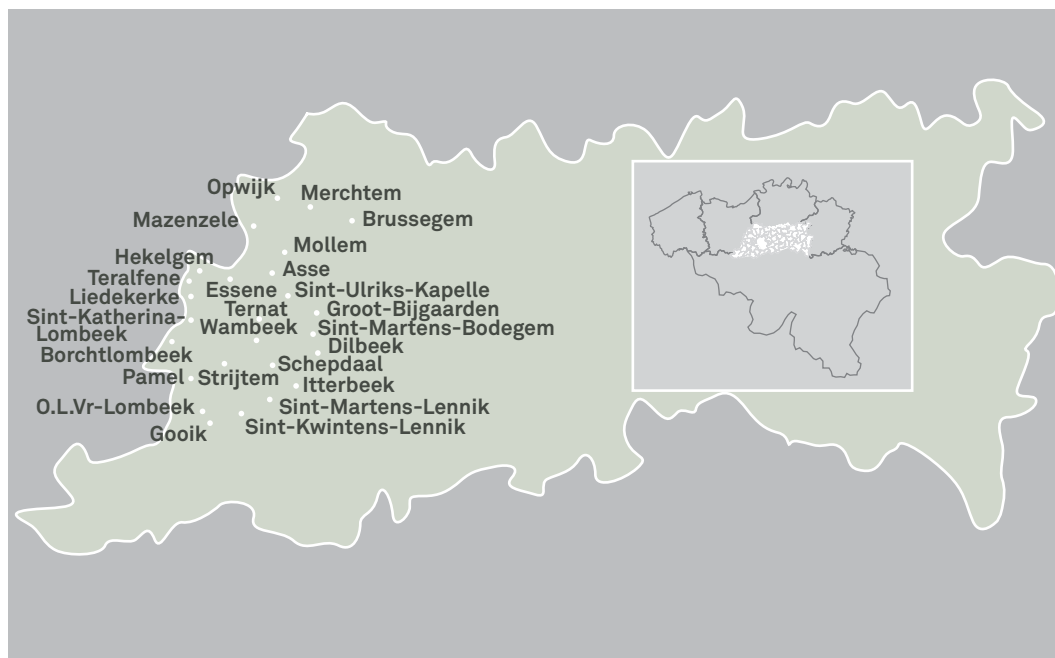 Opwijk
Merchtem
Mazenzele
Brussegem
Mollem
Hekelgem
Asse
Teralfene
Essene
Sint-Ulriks-Kapelle
Liedekerke
Ternat
Groot-Bijgaarden
Sint-Katherina-
Lombeek
Wambeek
Sint-Martens-Bodegem
Dilbeek
Borchtlombeek
Schepdaal
Pamel
Strijtem
Itterbeek
O.L.Vr-Lombeek
Sint-Martens-Lennik
Gooik
Sint-Kwintens-Lennik